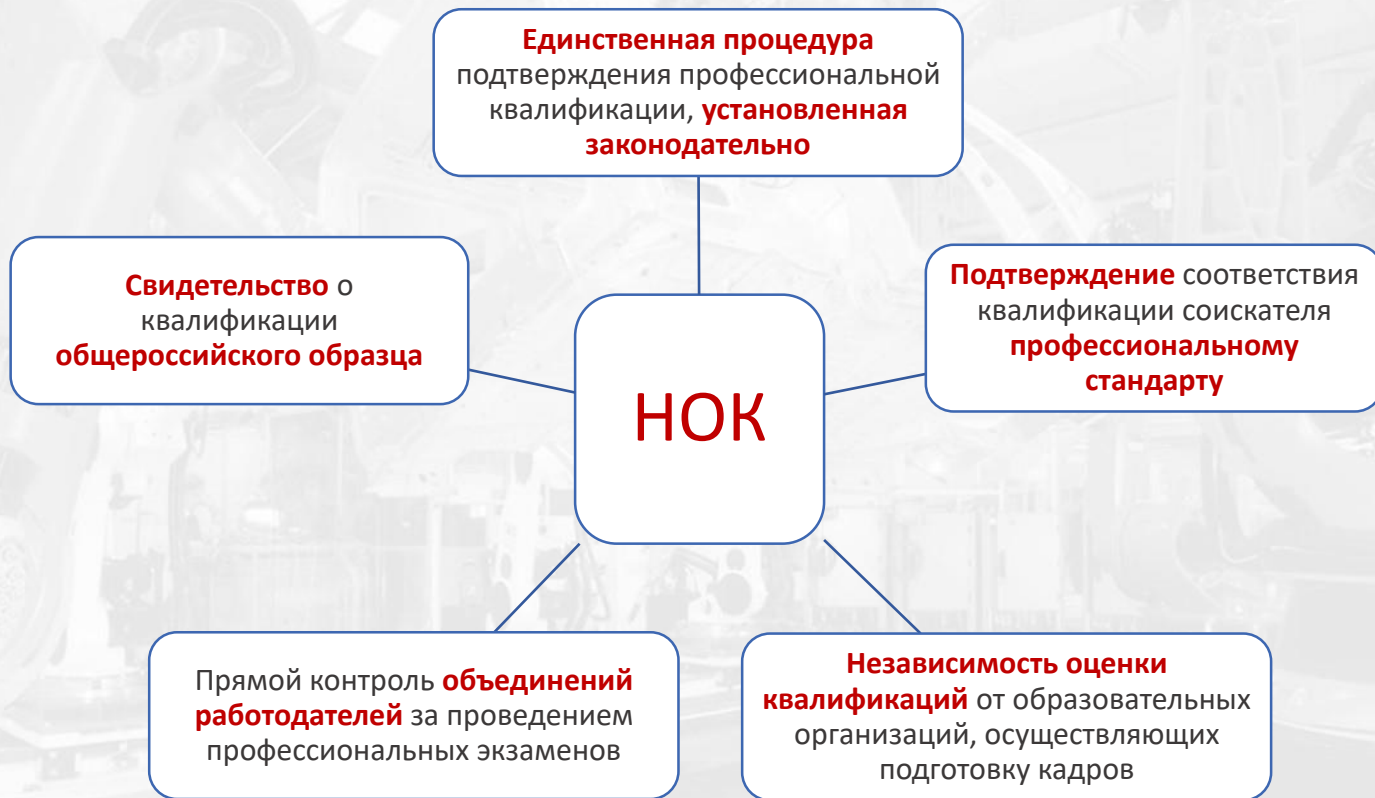 Единственная процедура
подтверждения профессиональной
квалификации, установленная
законодательно
Свидетельство о
квалификации
общероссийского образца
Подтверждение соответствия
квалификации соискателя
профессиональному
стандарту
НОК
Прямой контроль объединений
работодателей за проведением
профессиональных экзаменов
Независимость оценки
квалификаций от образовательных
организаций, осуществляющих
подготовку кадров